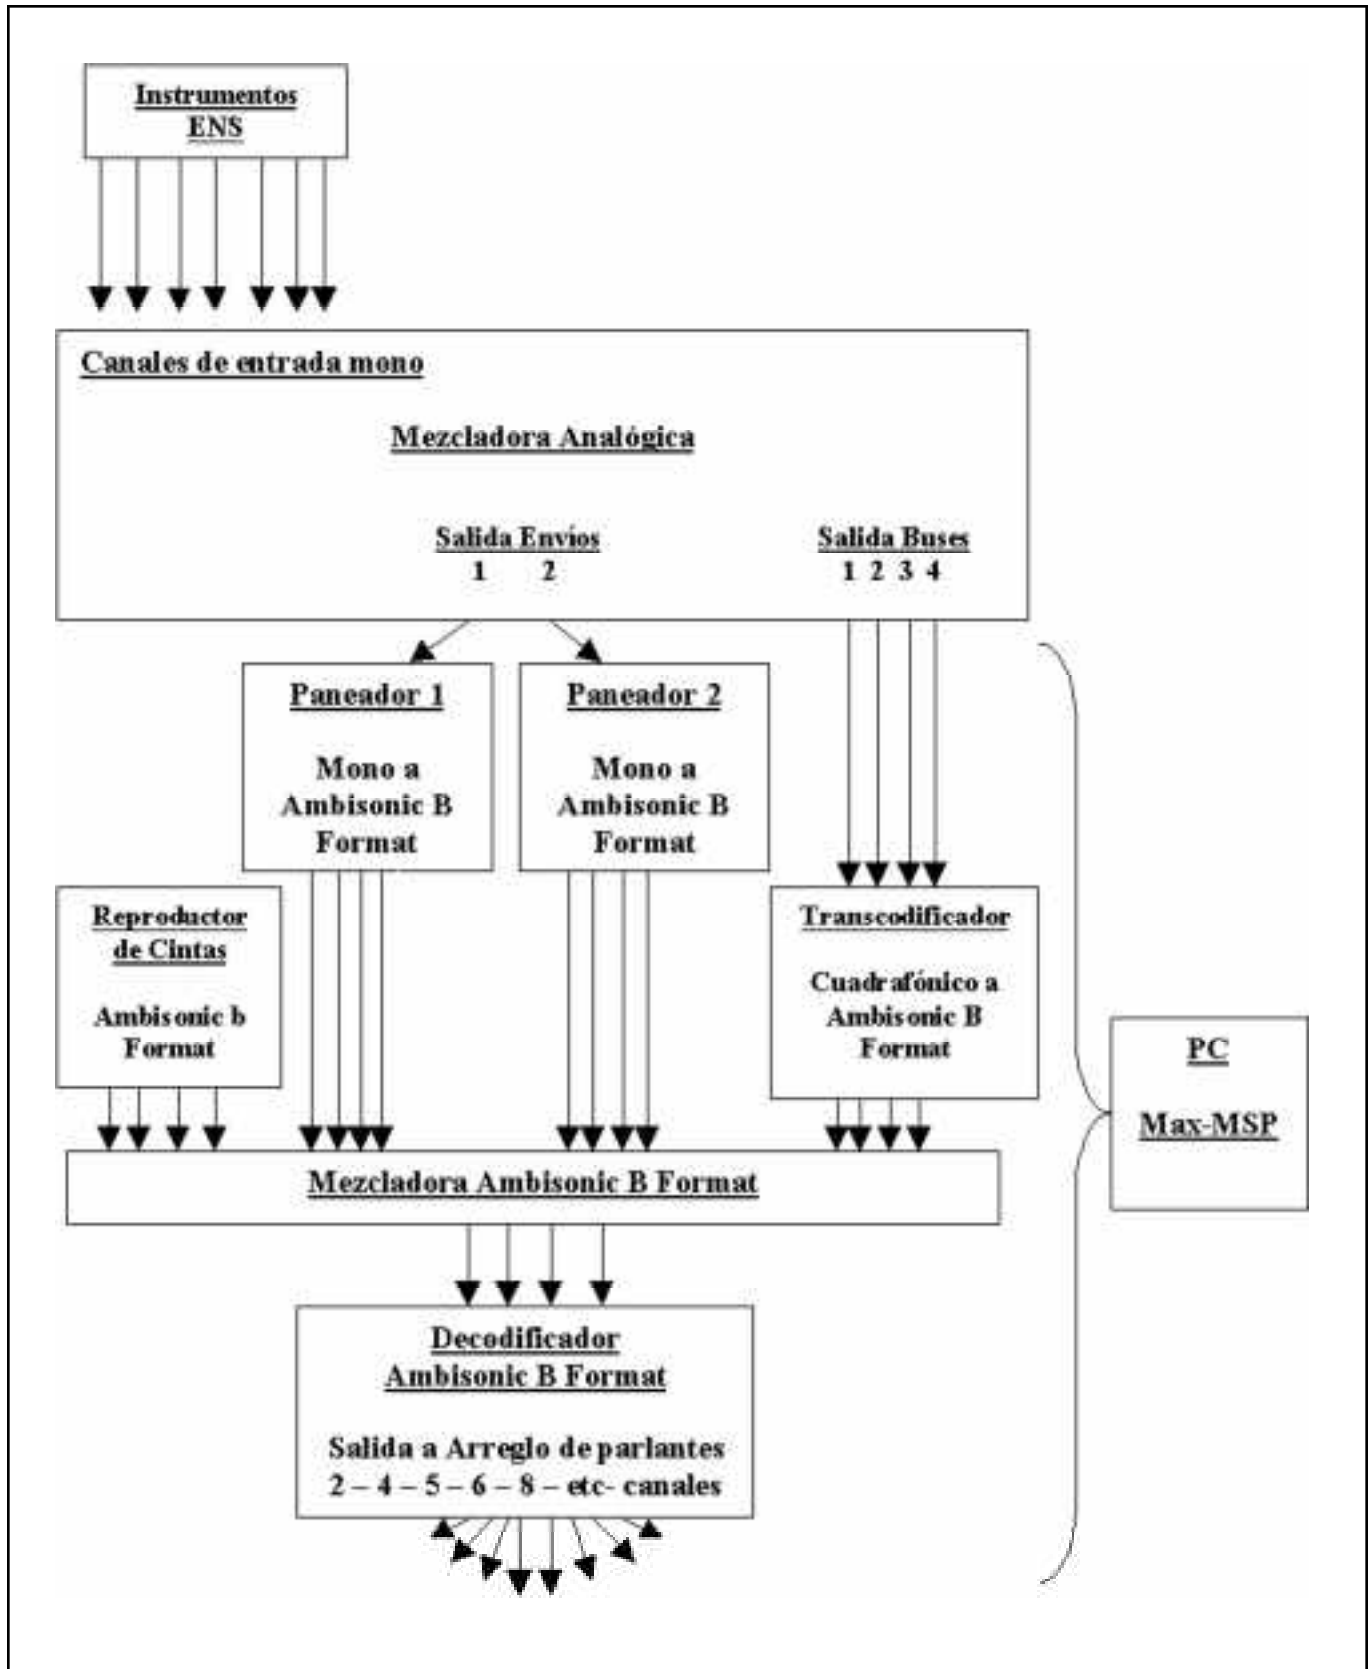 Instrumentos
ENS
Canales de entrada mono
Mezcladora Analógica
Salida Envíos
1 2
Salida Buses
1 2 3 4
Paneador 1
Mono a
Ambisonic B
Format
Paneador 2
Mono a
Ambisonic B
Format
Reproductor
de Cintas
Ambisonic b
Format
Transcodificador
Cuadrafónico a
Ambisonic B
Format
PC
Max-MSP
Mezcladora Ambisonic B Format
Decodificador
Ambisonic B Format
Salida a Arreglo de parlantes
2 – 4 – 5 – 6 – 8 – etc- canales